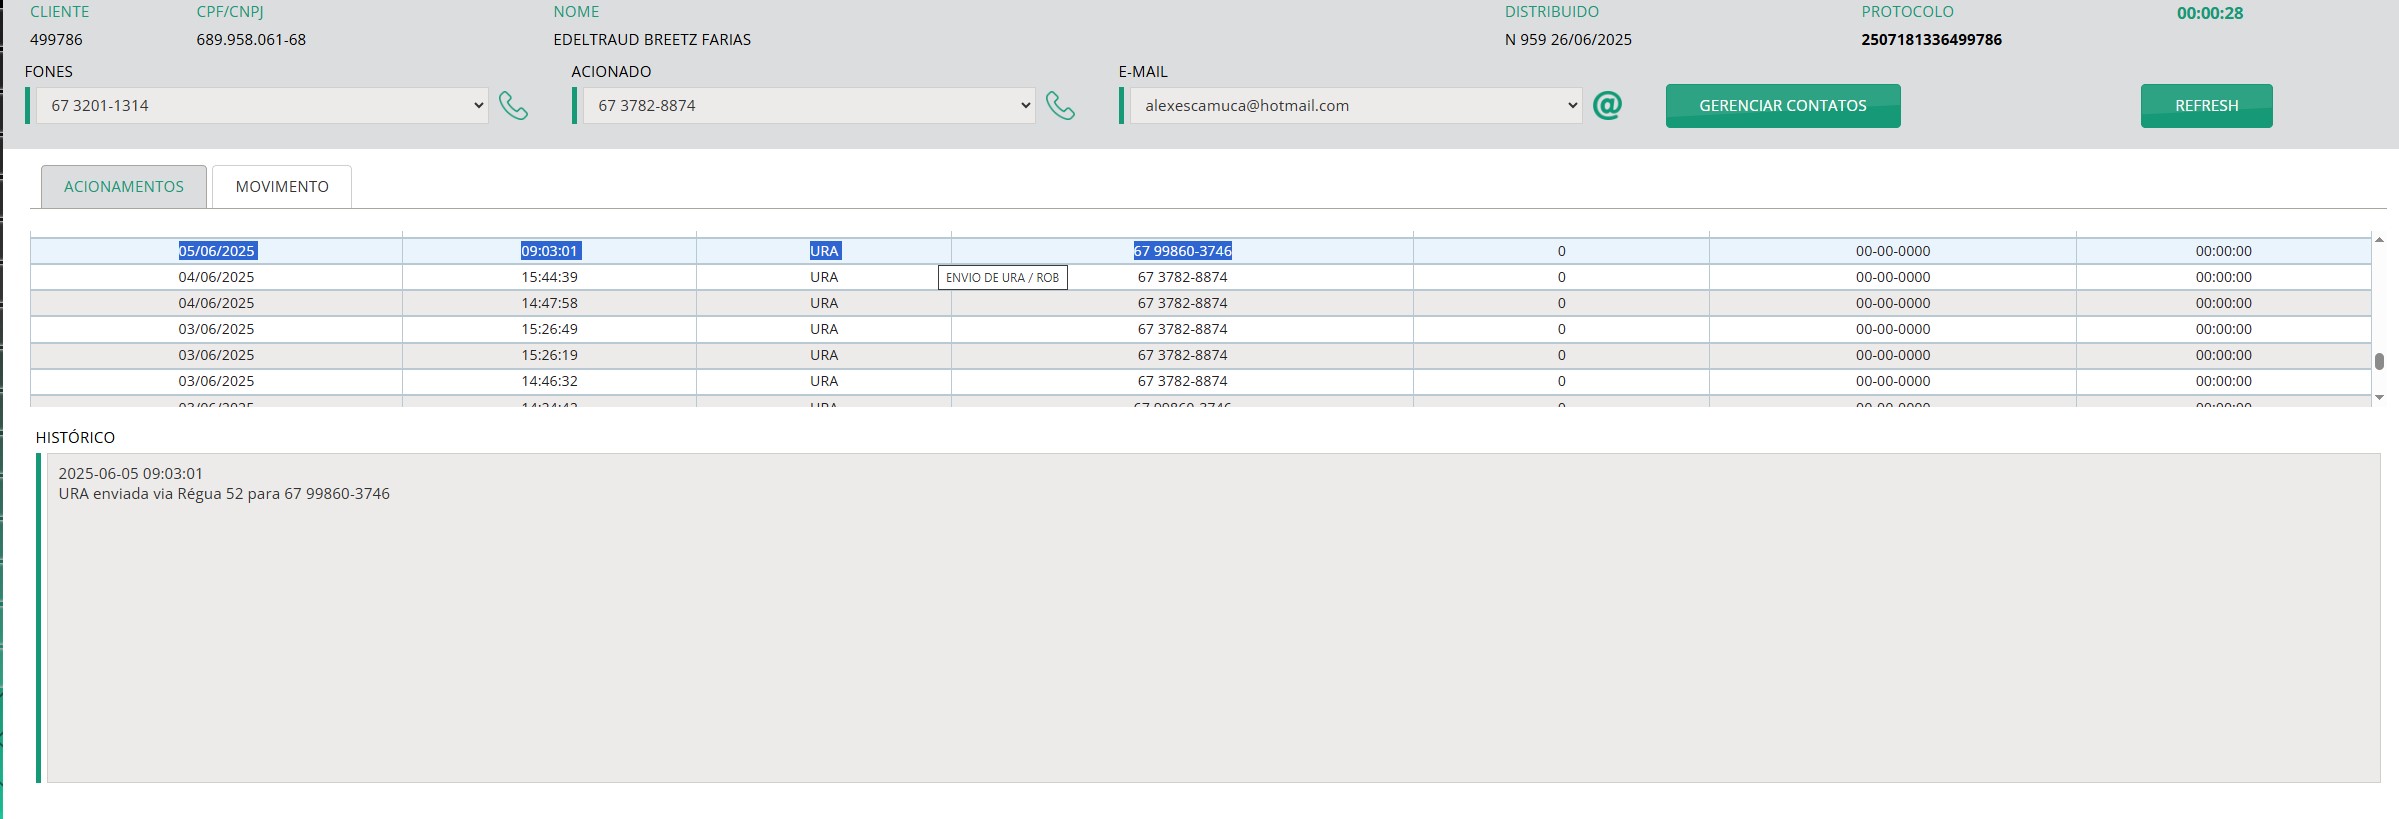 CLIENTE CPF/CNPJ NOME DISTRIBUIDO PROTOCOLO 00:00:28
499786 689.958.061-68 EDELTRAUD BREETZ FARIAS N 959 26/06/2025 2507181336499786
FONES ACIONADO E-MAIL
67 3201-1314 67 3782-8874 alexescamuca@hotmail.com @ GERENCIAR CONTATOS REFRESH
ACIONAMENTOS MOVIMENTO
05/06/2025 09:03:01 URA 67 99860-3746 0 00-00-0000 00:00:00
04/06/2025 15:44:39 URA ENVIO DE URA / ROB 67 3782-8874 0 00-00-0000 00:00:00
04/06/2025 14:47:58 URA 67 3782-8874 0 00-00-0000 00:00:00
03/06/2025 15:26:49 URA 67 3782-8874 0 00-00-0000 00:00:00
03/06/2025 15:26:19 URA 67 3782-8874 0 00-00-0000 00:00:00
03/06/2025 14:46:32 URA 67 3782-8874 0 00-00-0000 00:00:00
HISTÓRICO
2025-06-05 09:03:01
URA enviada via Régua 52 para 67 99860-3746